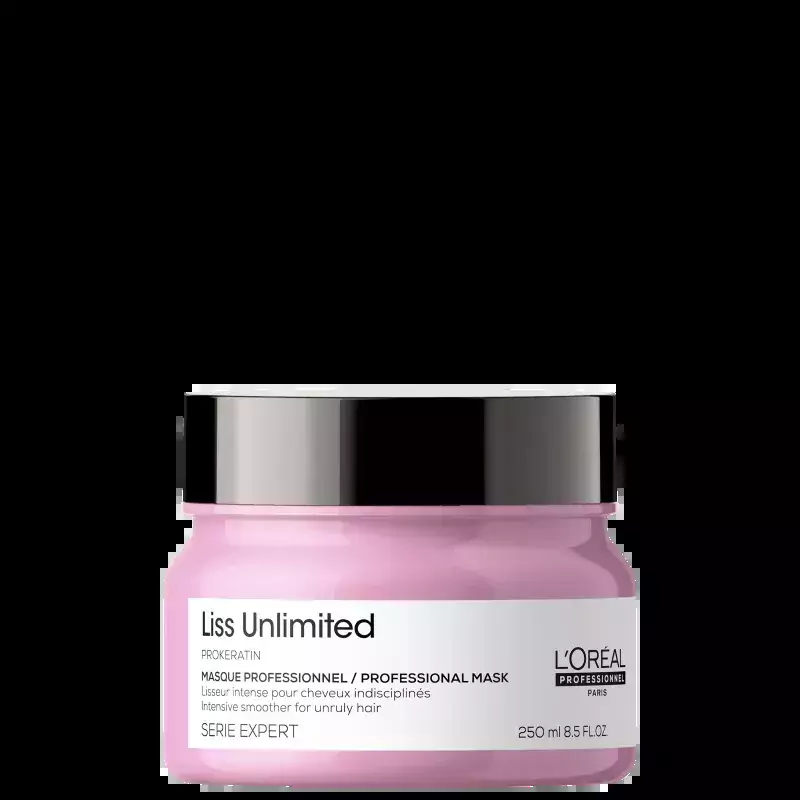 Liss Unlimited
PROKERATIN
MASQUE PROFESSIONNEL / PROFESSIONAL MASK
Lisseur intense pour cheveux indisciplinés
Intensive smoother for unruly hair
SERIE EXPERT
L'ORÉAL
PROFESSIONNEL
PARIS
250 ml 8.5 FL.OZ.